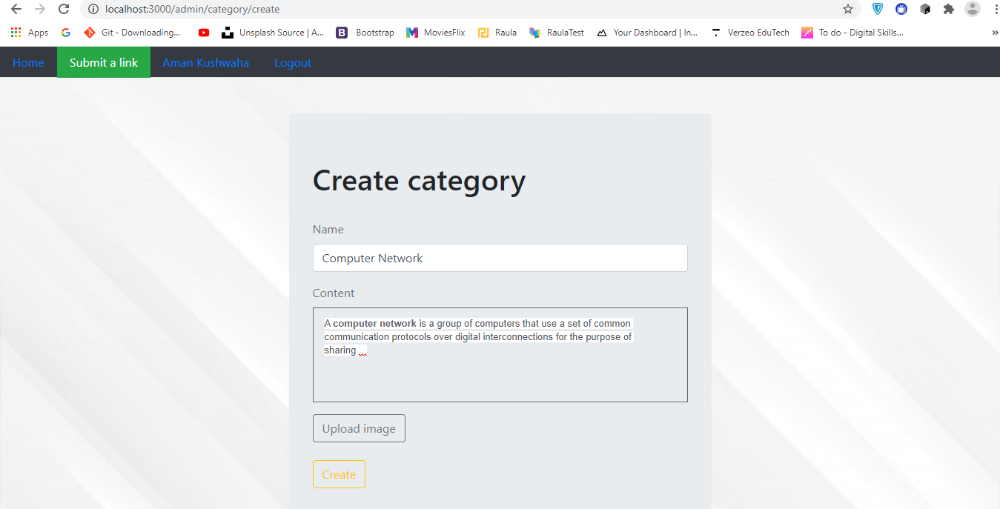 localhost:3000/admin/category/create
Apps Git - Downloading... Unsplash Source | A... B Bootstrap MoviesFlix Raula RaulaTest Your Dashboard | In... Verzeo EduTech To do - Digital Skills... »
Home Submit a link Aman Kushwaha Logout
Create category
Name
Computer Network
Content
A computer network is a group of computers that use a set of common
communication protocols over digital interconnections for the purpose of
sharing ...
Upload image
Create